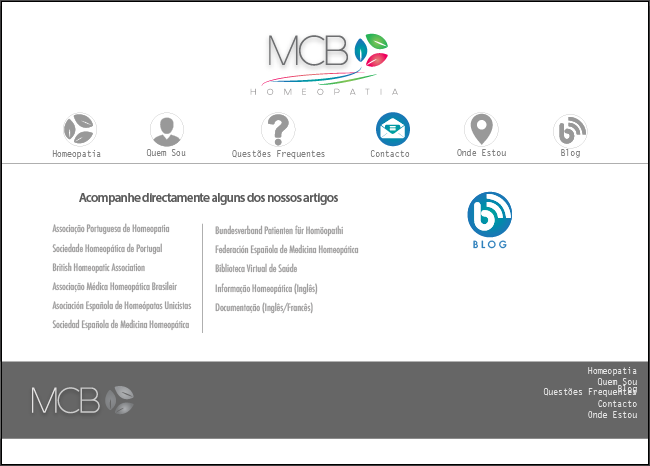 MCB
HOMEOPATIA
Homeopatia
Quem Sou
Questões Frequentes
Contacto
Onde Estou
Blog
Acompanhe directamente alguns dos nossos artigos
Associação Portuguesa de Homeopatia
Sociedade Homeopática de Portugal
British Homeopatic Association
Associação Médica Homeopática Brasileir
Asociación Española de Homeópatas Unicistas
Sociedad Española de Medicina Homeopática
Bundesverband Patienten für Homöopathi
Federación Española de Medicina Homeopática
Biblioteca Virtual de Saúde
Informação Homeopática (Inglês)
Documentação (Inglês/Francês)
BLOG
MCB
Homeopatia
Quem Sou
Blog
Questões Frequentes
Contacto
Onde Estou